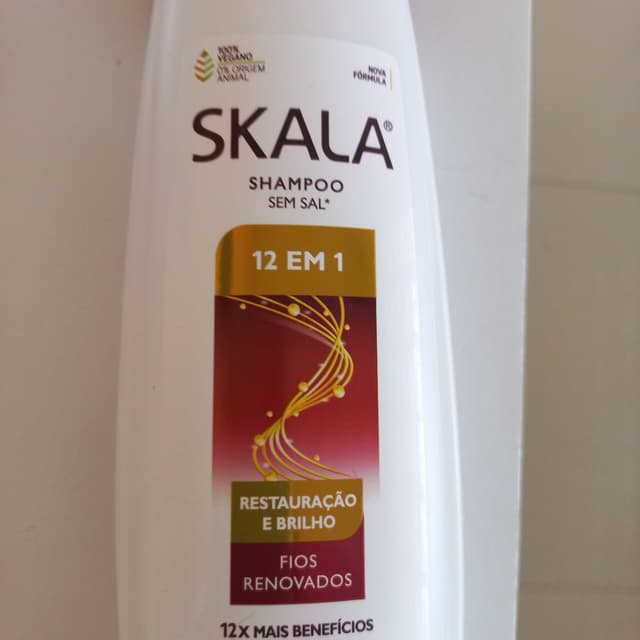 100%
VEGANO
0% ORIGEM
ANIMAL
NOVA
FÓRMULA
SKALA®
SHAMPOO
SEM SAL*
12 EM 1
RESTAURAÇÃO
E BRILHO
FIOS
RENOVADOS
12X MAIS BENEFÍCIOS